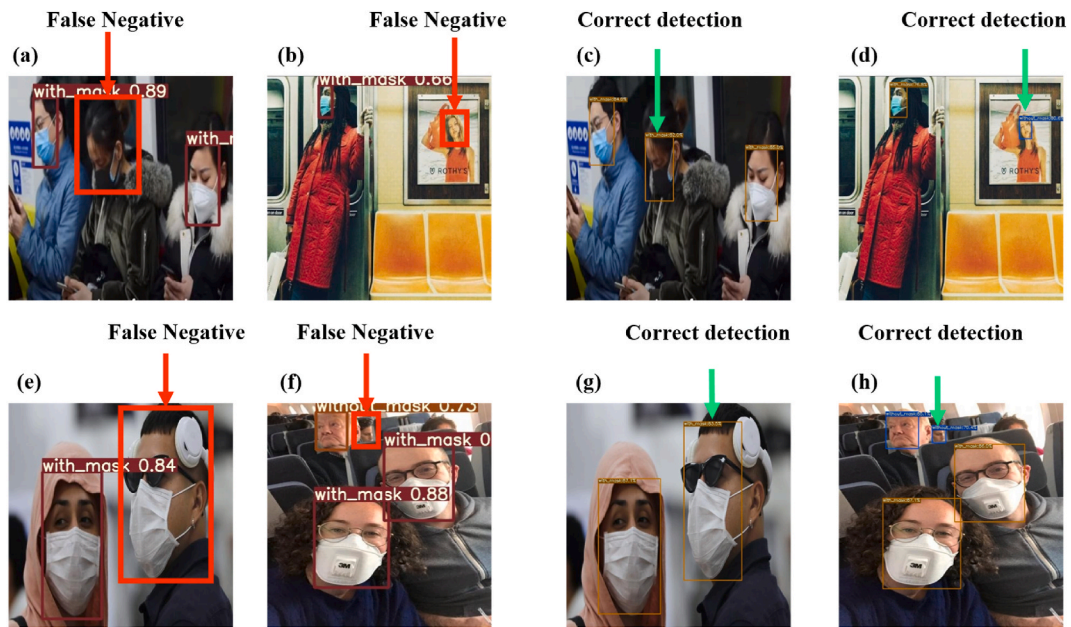 False Negative
False Negative
Correct detection
Correct detection
(a)
(b)
(c)
(d)
with_mask 0.89
with_mask 0.66
ROTHY'S
ROTHY'S
False Negative
False Negative
Correct detection
Correct detection
(e)
(f)
(g)
(h)
with_mask 0.84
without_mask 0.73
with_mask 0
with_mask 0.88
3M
3M